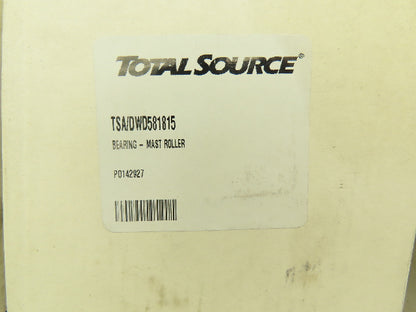 TOTAL SOURCE®
TSA/DWD581815
BEARING - MAST ROLLER
PO142927